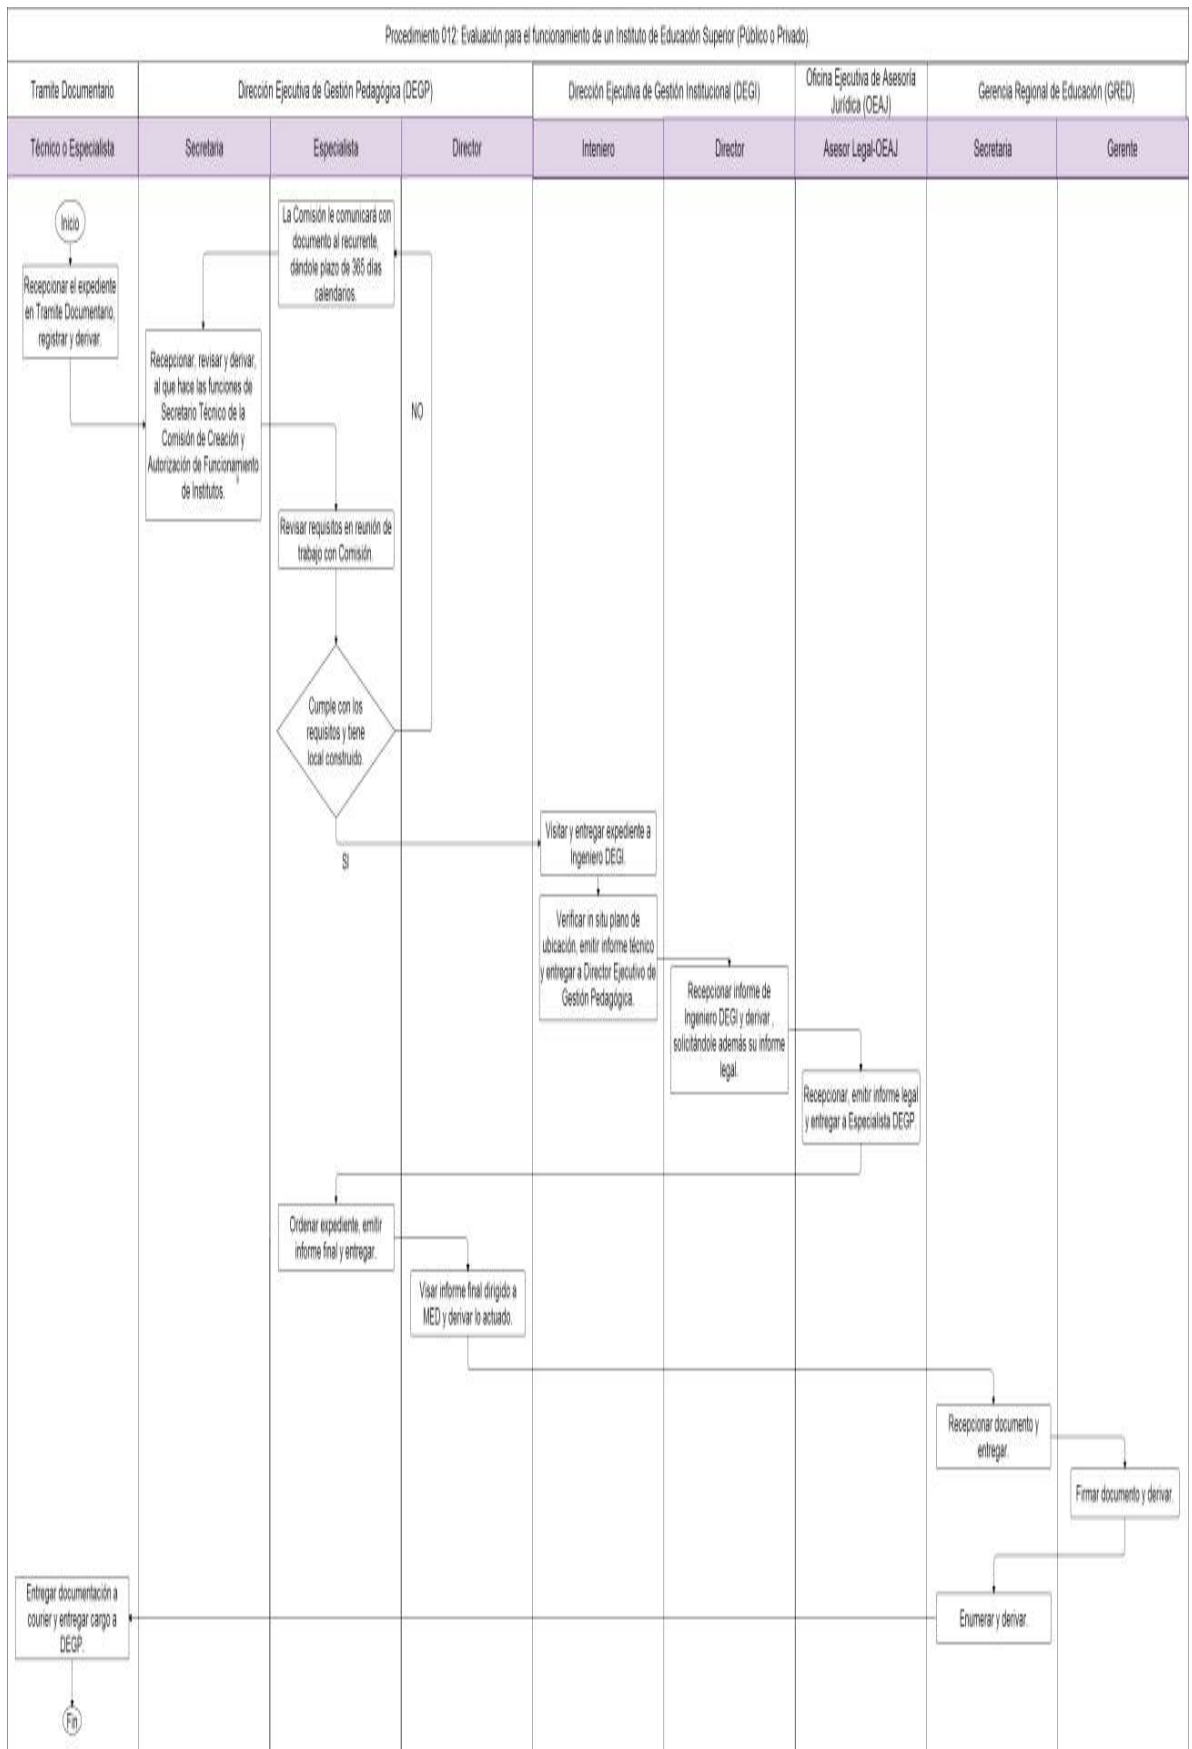 Procedimiento 012: Evaluación para el funcionamiento de un Instituto de Educación Superior (Público o Privado).
Tramite Documentario
Dirección Ejecutiva de Gestión Pedagógica (DEGP)
Dirección Ejecutiva de Gestión Institucional (DEGI)
Oficina Ejecutiva de Asesoría
Jurídica (OEAJ)
Gerencia Regional de Educación (GRED)
Técnico o Especialista
Secretaria
Especialista
Director
Inteniero
Director
Asesor Legal-OEAJ
Secretaria
Gerente
Inicio
Recepcionar el expediente
en Tramite Documentario,
registrar y derivar.
La Comisión le comunicará con
documento al recurrente,
dándole plazo de 365 días
calendarios.
Recepcionar, revisar y derivar,
al que hace las funciones de
Secretario Técnico de la
Comisión de Creación y
Autorización de Funcionamiento
de Institutos.
NO
Revisar requisitos en reunión de
trabajo con Comisión.
Cumple con los
requisitos y tiene
local construido.
SI
Visitar y entregar expediente a
Ingeniero DEGI.
Verificar in situ plano de
ubicación, emitir informe técnico
y entregar a Director Ejecutivo de
Gestión Pedagógica.
Recepcionar informe de
Ingeniero DEGI y derivar ,
solicitándole además su informe
legal.
Recepcionar, emitir informe legal
y entregar a Especialista DEGP.
Ordenar expediente, emitir
informe final y entregar.
Visar informe final dirigido a
MED y derivar lo actuado.
Recepcionar documento y
entregar.
Firmar documento y derivar.
Enumerar y derivar.
Entregar documentación a
courier y entregar cargo a
DEGP.
Fin